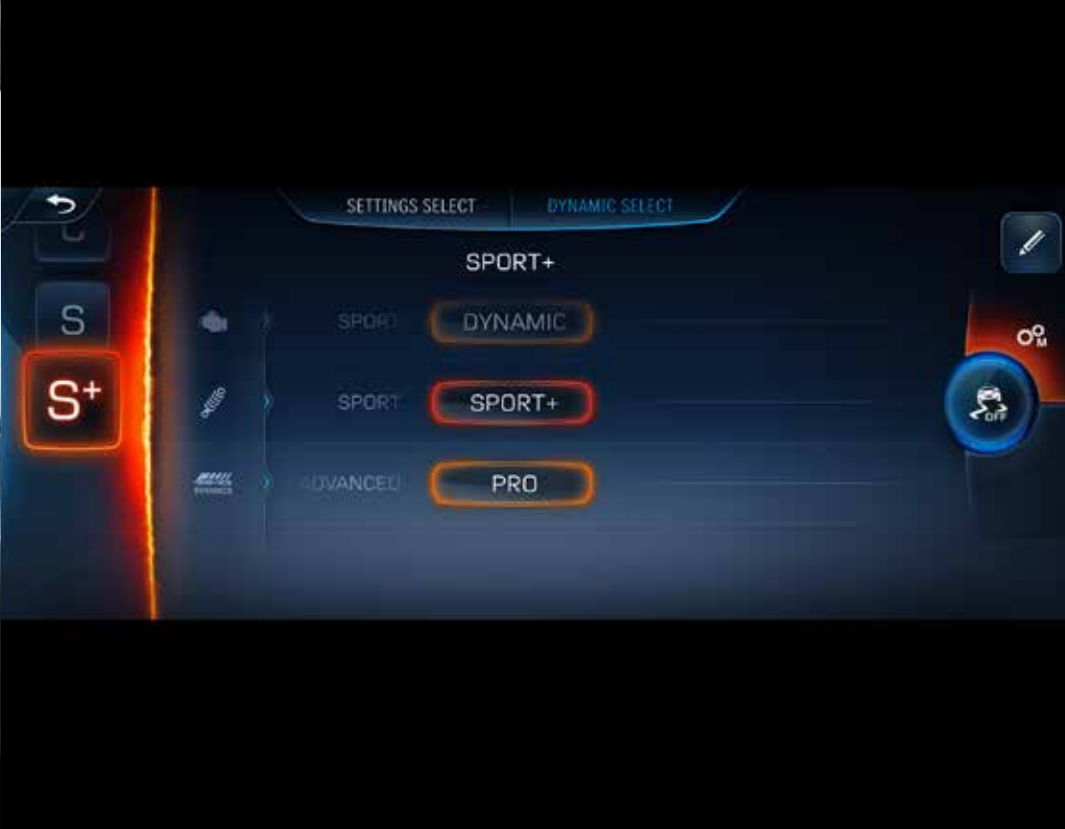 SETTINGS SELECT DYNAMIC SELECT
SPORT+
S SPORT DYNAMIC
S+ SPORT SPORT+
ADVANCED PRO
M
OFF